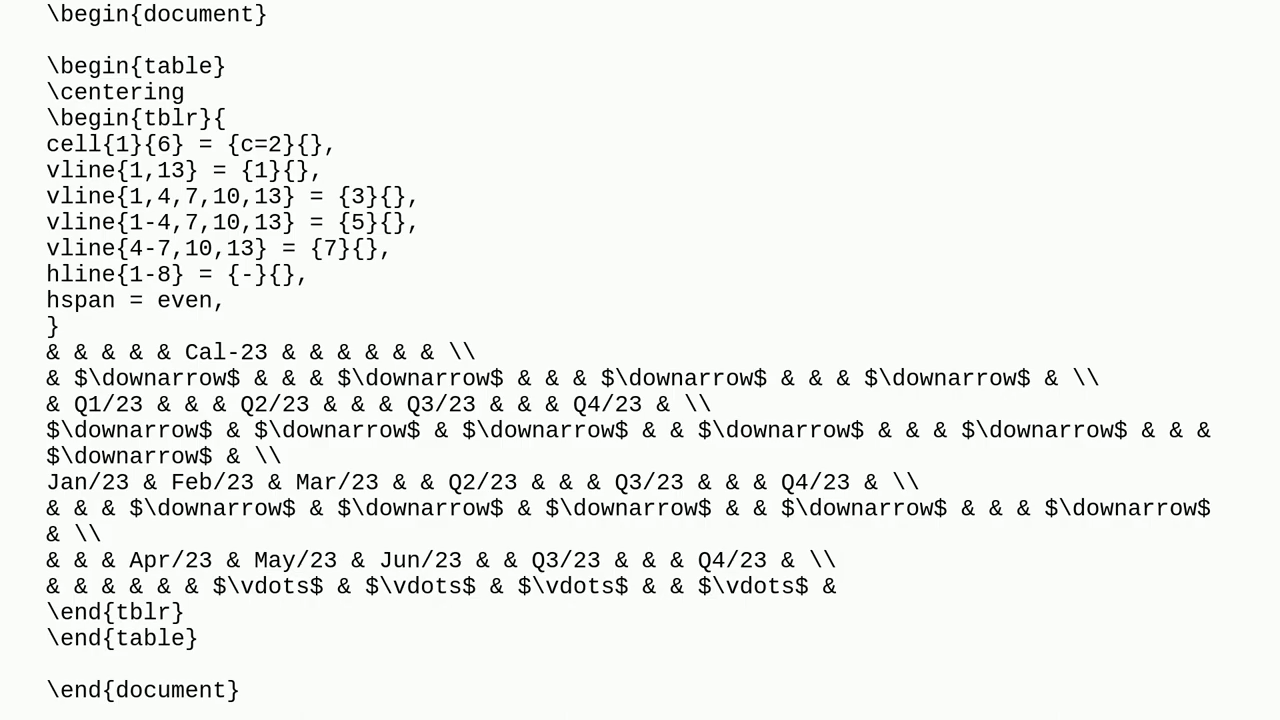 \begin{document}
\begin{table}
\centering
\begin{tblr}{
cell{1}{6} = {c=2}{},
vline{1,13} = {1}{},
vline{1,4,7,10,13} = {3}{},
vline{1-4,7,10,13} = {5}{},
vline{4-7,10,13} = {7}{},
hline{1-8} = {-}{},
hspan = even,
}
& & & & & Cal-23 & & & & & & \\
& $\downarrow$ & & & $\downarrow$ & & & $\downarrow$ & & & $\downarrow$ & \\
& Q1/23 & & & Q2/23 & & & Q3/23 & & & Q4/23 & \\
$\downarrow$ & $\downarrow$ & $\downarrow$ & & $\downarrow$ & & & $\downarrow$ & & &
$\downarrow$ & \\
Jan/23 & Feb/23 & Mar/23 & & Q2/23 & & & Q3/23 & & & Q4/23 & \\
& & & $\downarrow$ & $\downarrow$ & $\downarrow$ & & $\downarrow$ & & & $\downarrow$
& \\
& & & Apr/23 & May/23 & Jun/23 & & Q3/23 & & & Q4/23 & \\
& & & & & & $\vdots$ & $\vdots$ & $\vdots$ & & $\vdots$ &
\end{tblr}
\end{table}
\end{document}